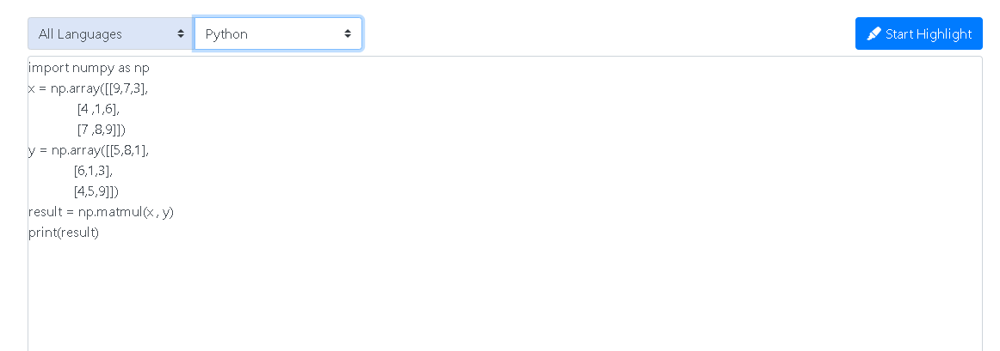 All Languages Python Start Highlight
import numpy as np
x = np.array([[9,7,3],
[4 ,1,6],
[7 ,8,9]])
y = np.array([[5,8,1],
[6,1,3],
[4,5,9]])
result = np.matmul(x , y)
print(result)